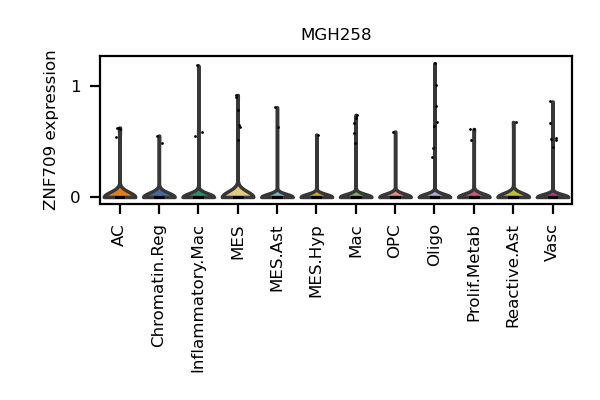 MGH258
ZNF709 expression
1
0
AC
Chromatin.Reg
Inflammatory.Mac
MES
MES.Ast
MES.Hyp
Mac
OPC
Oligo
Prolif.Metab
Reactive.Ast
Vasc